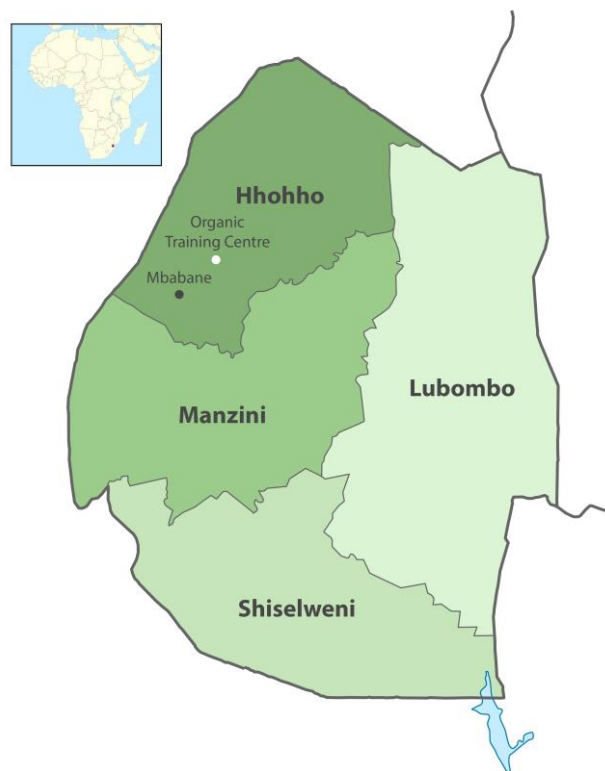 Hhohho
Organic
Training Centre
Mbabane
Lubombo
Manzini
Shiselweni